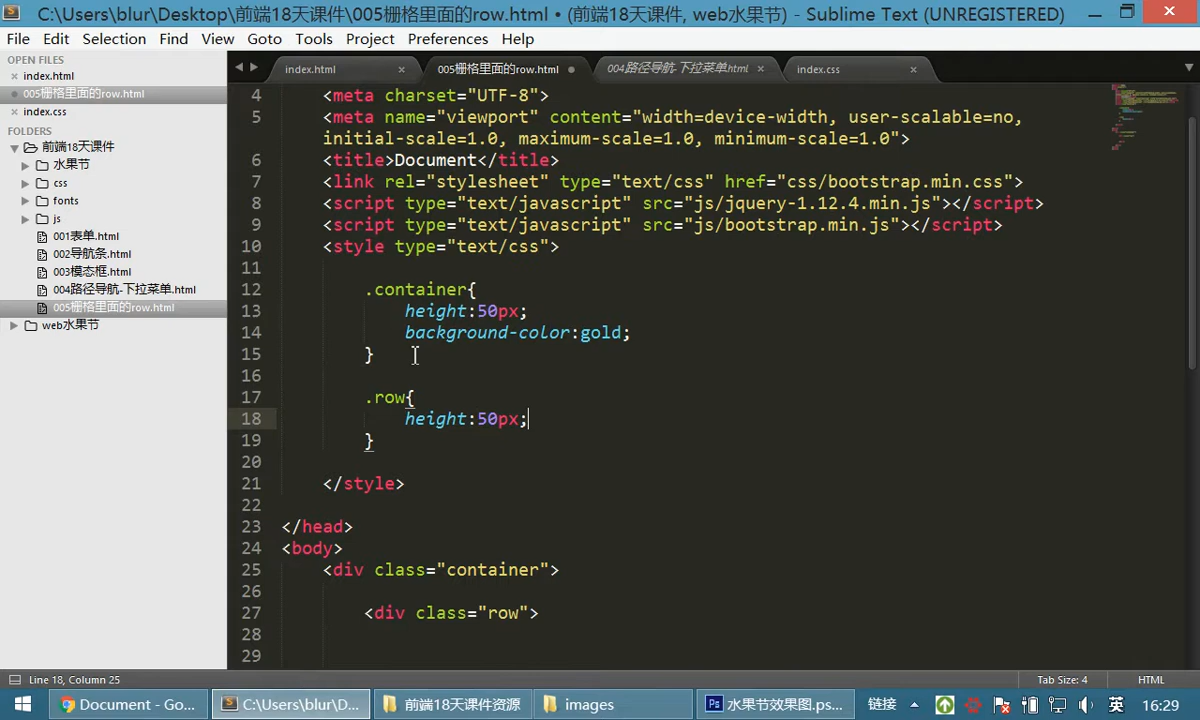 C:\Users\blur\Desktop\前端18天课件\005栅格里面的row.html • (前端18天课件, web水果节) - Sublime Text (UNREGISTERED)
File Edit Selection Find View Goto Tools Project Preferences Help
OPEN FILES
index.html
005栅格里面的row.html
index.css
FOLDERS
前端18天课件
水果节
css
fonts
js
001表单.html
002导航条.html
003模态框.html
004路径导航-下拉菜单.html
005栅格里面的row.html
web水果节
index.html 005栅格里面的row.html 004路径导航-下拉菜单html index.css
4 <meta charset="UTF-8">
5 <meta name="viewport" content="width=device-width, user-scalable=no,
initial-scale=1.0, maximum-scale=1.0, minimum-scale=1.0">
6 <title>Document</title>
7 <link rel="stylesheet" type="text/css" href="css/bootstrap.min.css">
8 <script type="text/javascript" src="js/jquery-1.12.4.min.js"></script>
9 <script type="text/javascript" src="js/bootstrap.min.js"></script>
10 <style type="text/css">
11
12 .container{
13 height:50px;
14 background-color:gold;
15 }
16
17 .row{
18 height:50px;
19 }
20
21 </style>
22
23 </head>
24 <body>
25 <div class="container">
26
27 <div class="row">
28
29
Line 18, Column 25 Tab Size: 4 HTML
Document - Go... C:\Users\blur\D... 前端18天课件资源 images 水果节效果图.ps... 链接 英 16:29